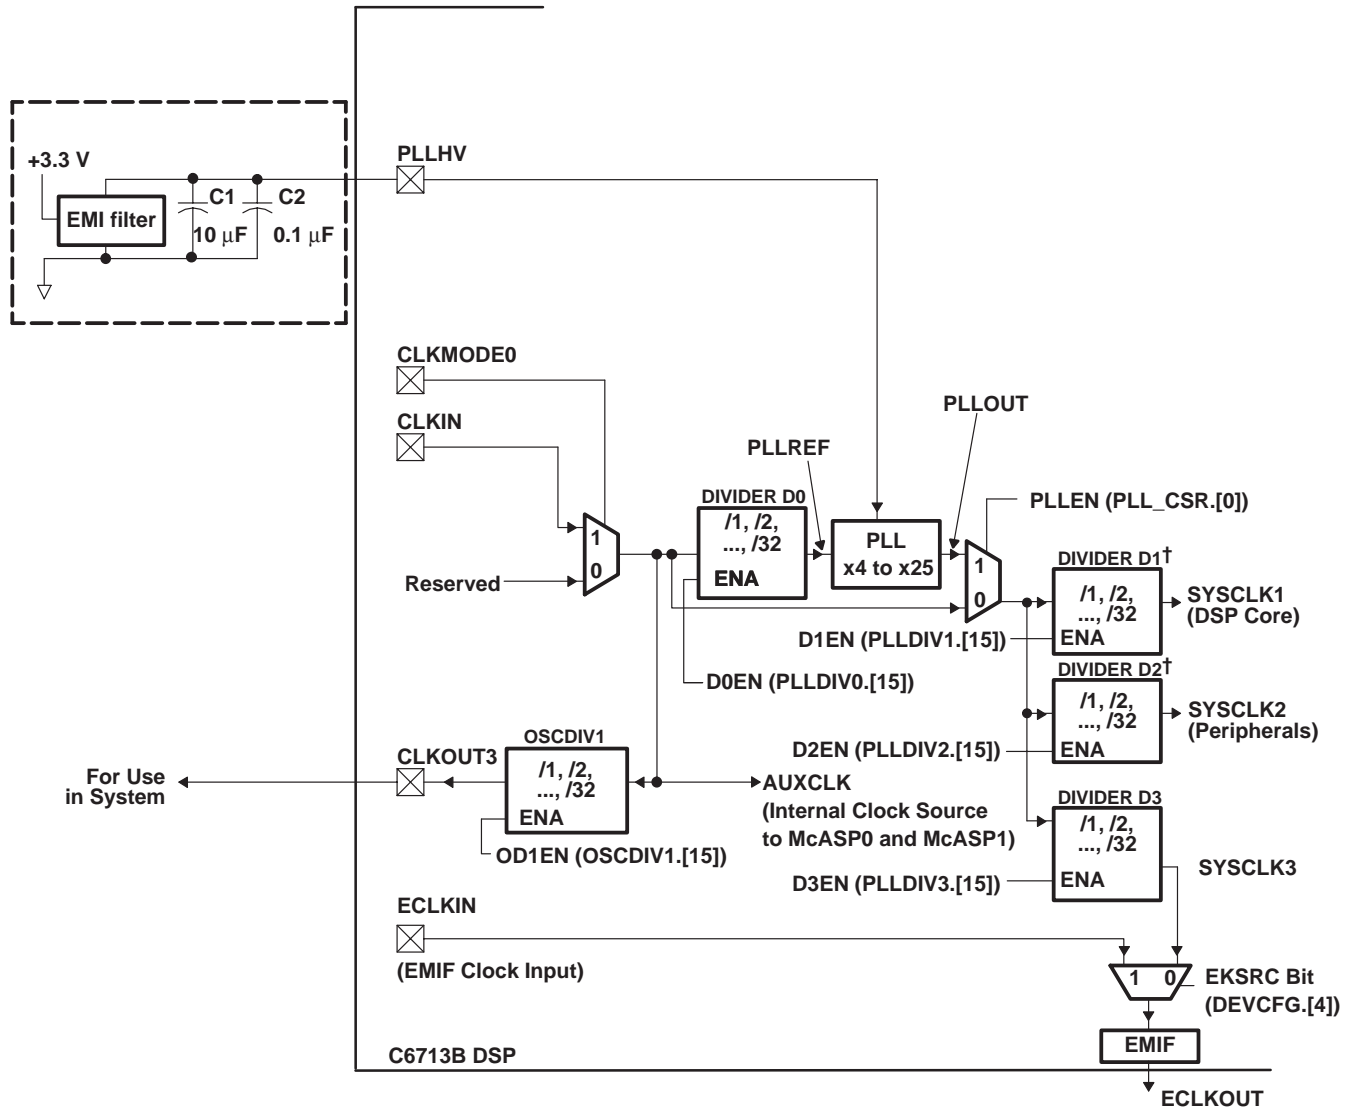 +3.3 V
EMI filter
C1
C2
10 μF
0.1 μF
PLLHV
CLKMODE0
CLKIN
Reserved
1
0
DIVIDER D0
/1, /2,
..., /32
ENA
PLLREF
PLL
x4 to x25
PLLOUT
PLLEN (PLL_CSR.[0])
1
0
D0EN (PLLDIV0.[15])
DIVIDER D1†
/1, /2,
..., /32
ENA
D1EN (PLLDIV1.[15])
SYSCLK1
(DSP Core)
DIVIDER D2†
/1, /2,
..., /32
ENA
D2EN (PLLDIV2.[15])
SYSCLK2
(Peripherals)
For Use
in System
CLKOUT3
OSCDIV1
/1, /2,
..., /32
ENA
OD1EN (OSCDIV1.[15])
AUXCLK
(Internal Clock Source
to McASP0 and McASP1)
DIVIDER D3
/1, /2,
..., /32
ENA
D3EN (PLLDIV3.[15])
SYSCLK3
ECLKIN
(EMIF Clock Input)
1 0
EKSRC Bit
(DEVCFG.[4])
EMIF
C6713B DSP
ECLKOUT